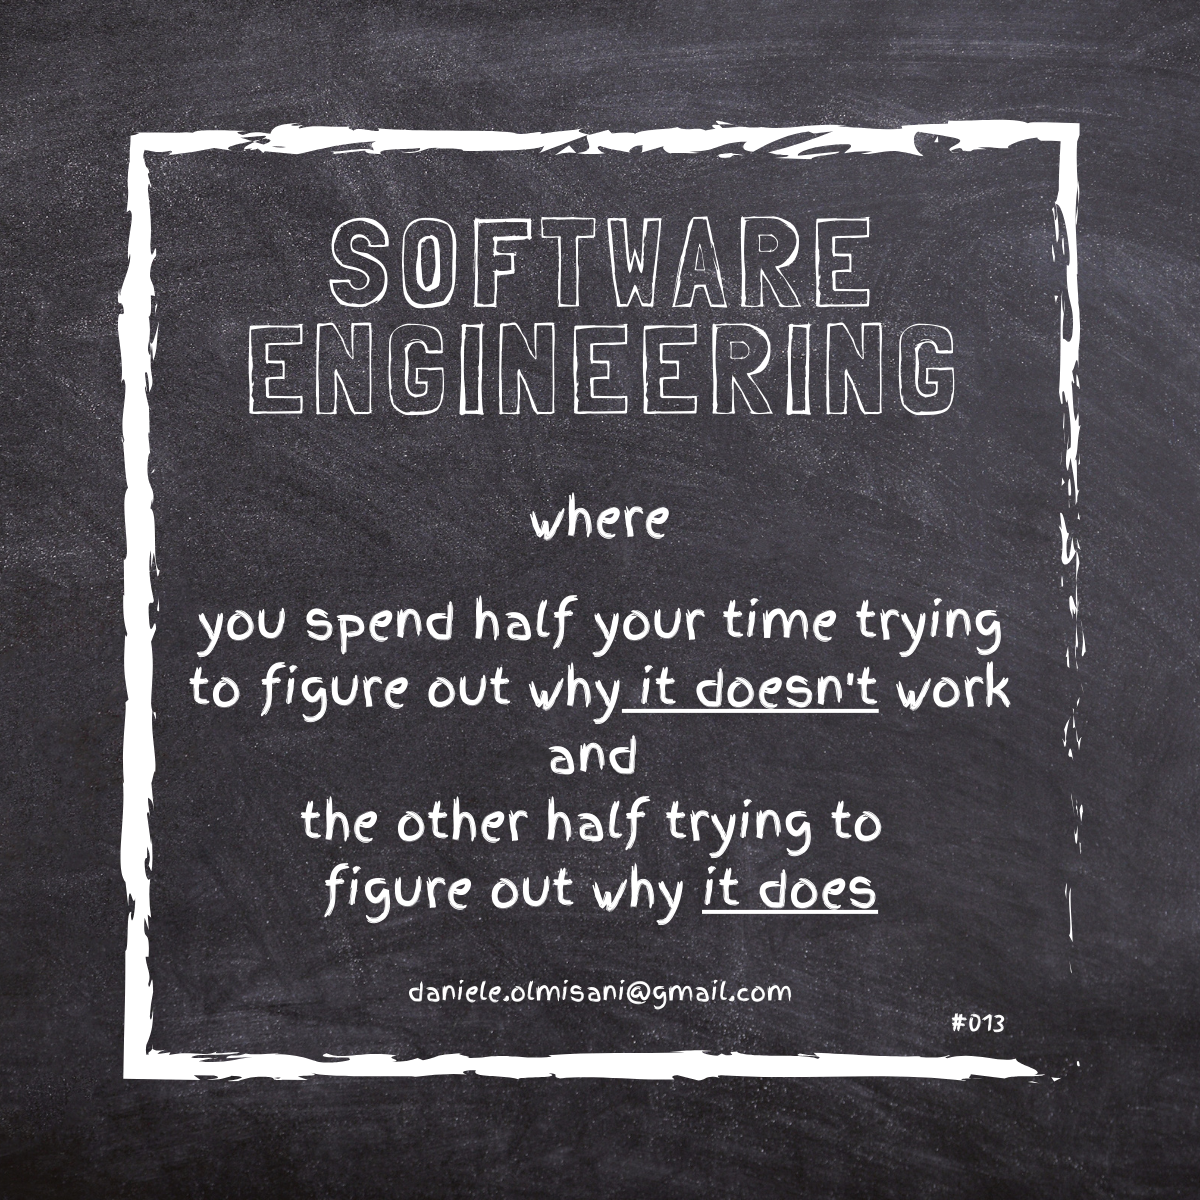 SOFTWARE
ENGINEERING
where
you spend half your time trying
to figure out why it doesn't work
and
the other half trying to
figure out why it does
daniele.olmisani@gmail.com
#013